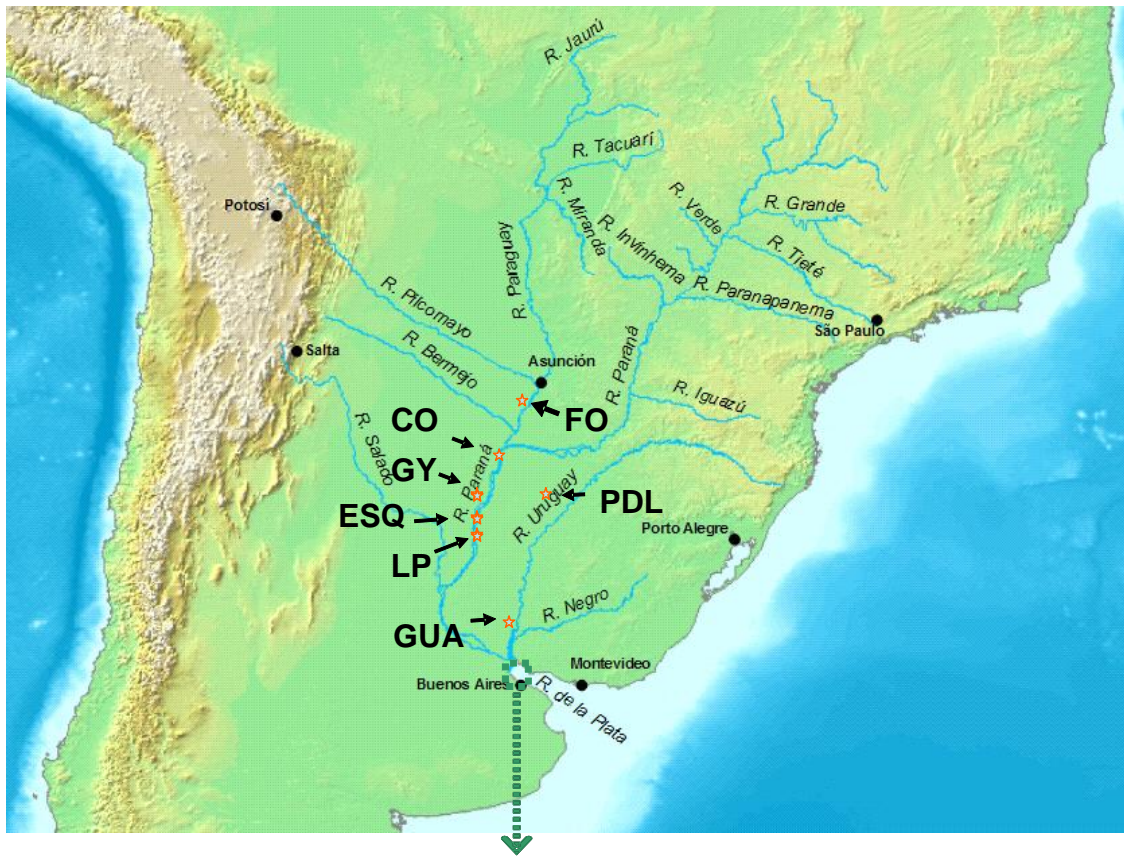 R. Jaurú
R. Tacuarí
R. Miranda
R. Verde
R. Grande
Potosí
R. Invinhema
R. Tieté
R. Paraguay
R. Paranapanema
R. Pilcomayo
São Paulo
Salta
R. Bermejo
Asunción
R. Paraná
R. Iguazú
CO
FO
R. Salado
GY
R. Paraná
PDL
ESQ
R. Uruguay
Porto Alegre
LP
R. Negro
GUA
Montevideo
Buenos Aires
R. de la Plata